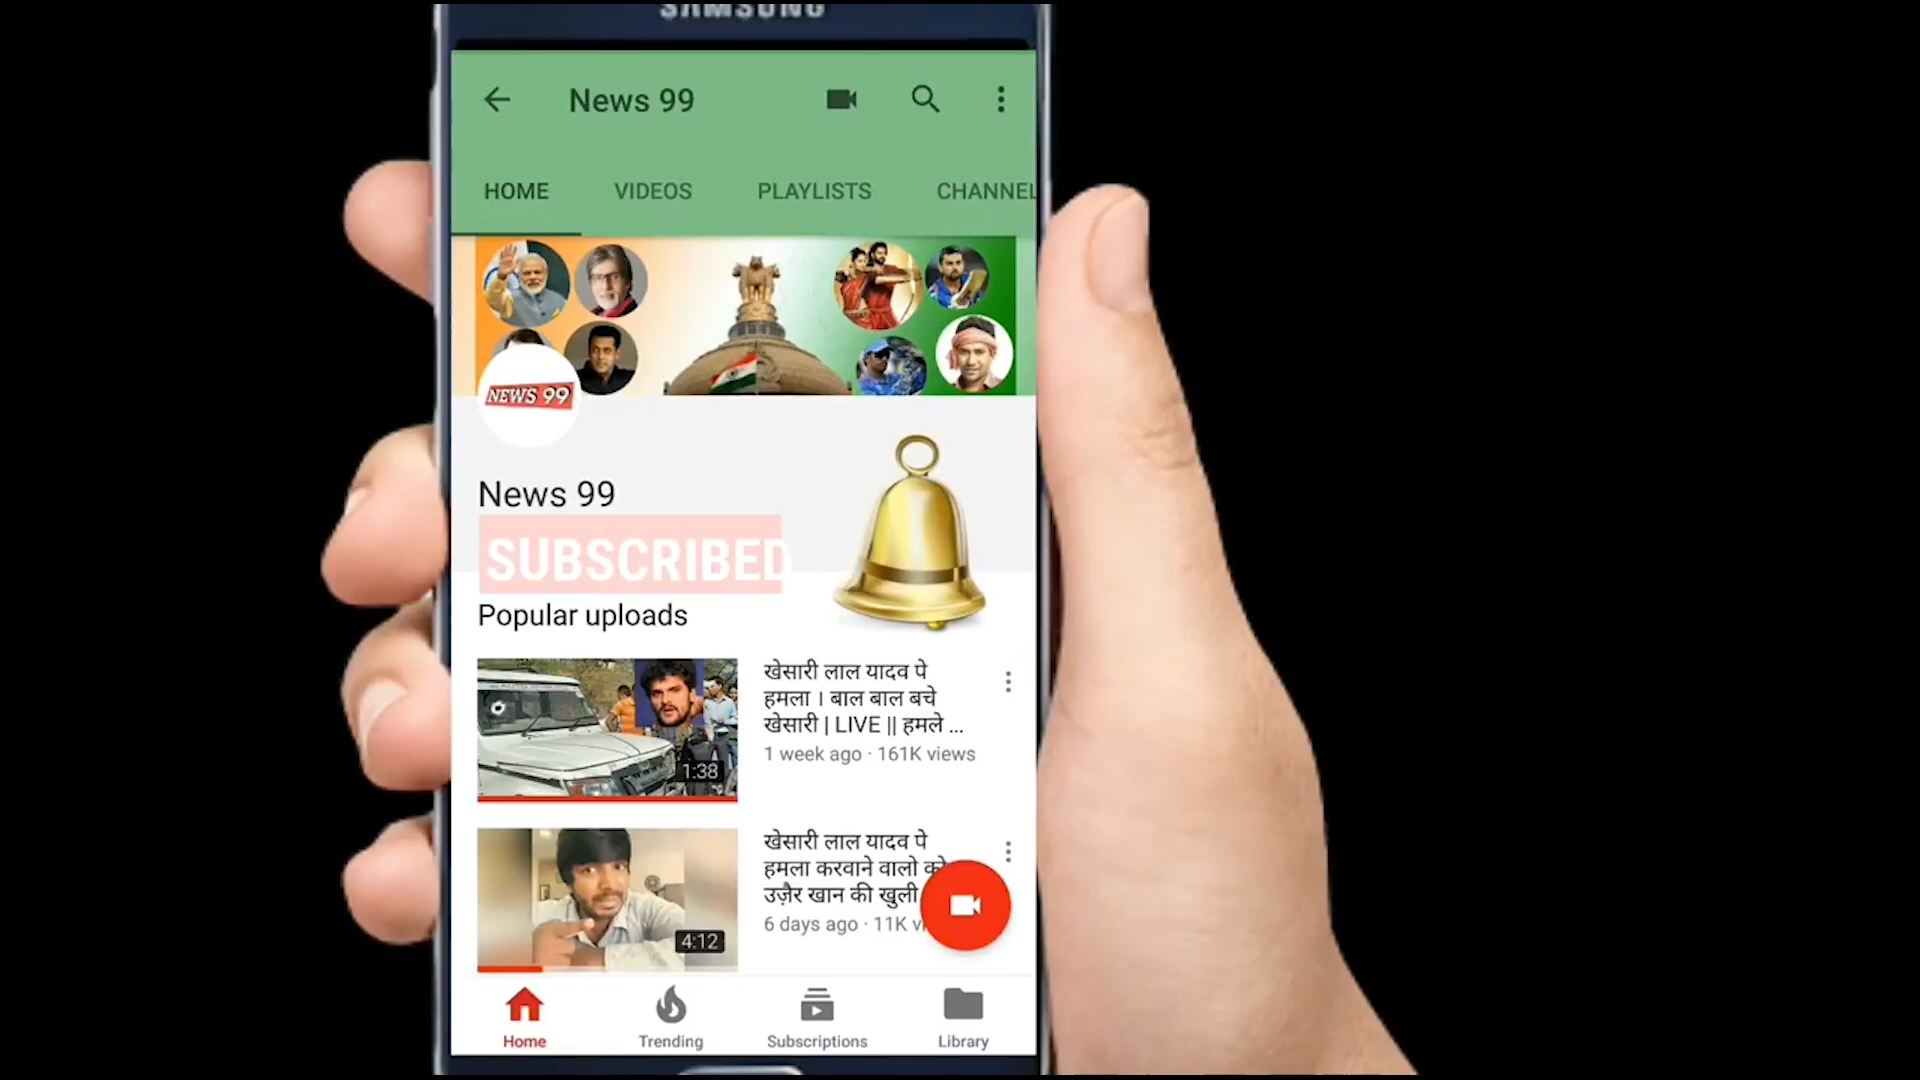 SAMSUNG
News 99
HOME VIDEOS PLAYLISTS CHANNEL
NEWS 99
News 99
SUBSCRIBED
Popular uploads
खेसारी लाल यादव पे
हमला । बाल बाल बचे
खेसारी | LIVE || हमले ...
1 week ago · 161K views
1:38
खेसारी लाल यादव पे
हमला करवाने वालो को
उज़ैर खान की खुली
6 days ago · 11K
4:12
Home Trending Subscriptions Library